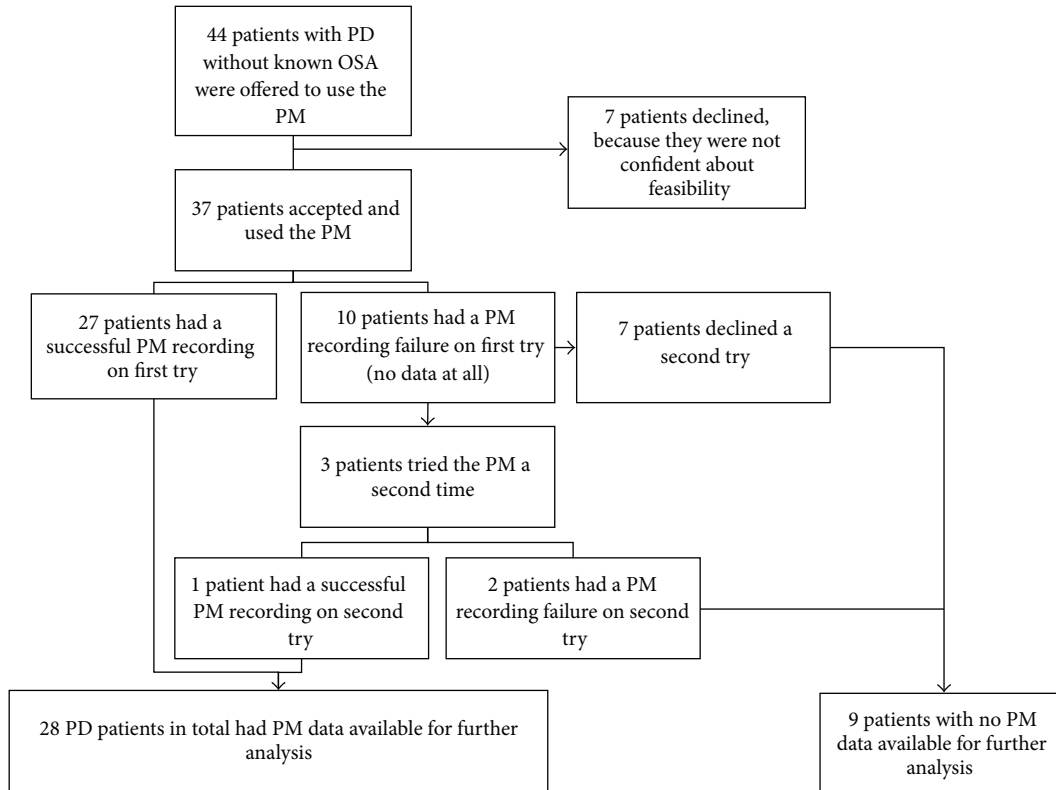 44 patients with PD
without known OSA
were offered to use the
PM
7 patients declined,
because they were not
confident about
feasibility
37 patients accepted and
used the PM
27 patients had a
successful PM recording
on first try
10 patients had a PM
recording failure on first try
(no data at all)
7 patients declined a
second try
3 patients tried the PM a
second time
1 patient had a successful
PM recording on second
try
2 patients had a PM
recording failure on second
try
28 PD patients in total had PM data available for further
analysis
9 patients with no PM
data available for further
analysis